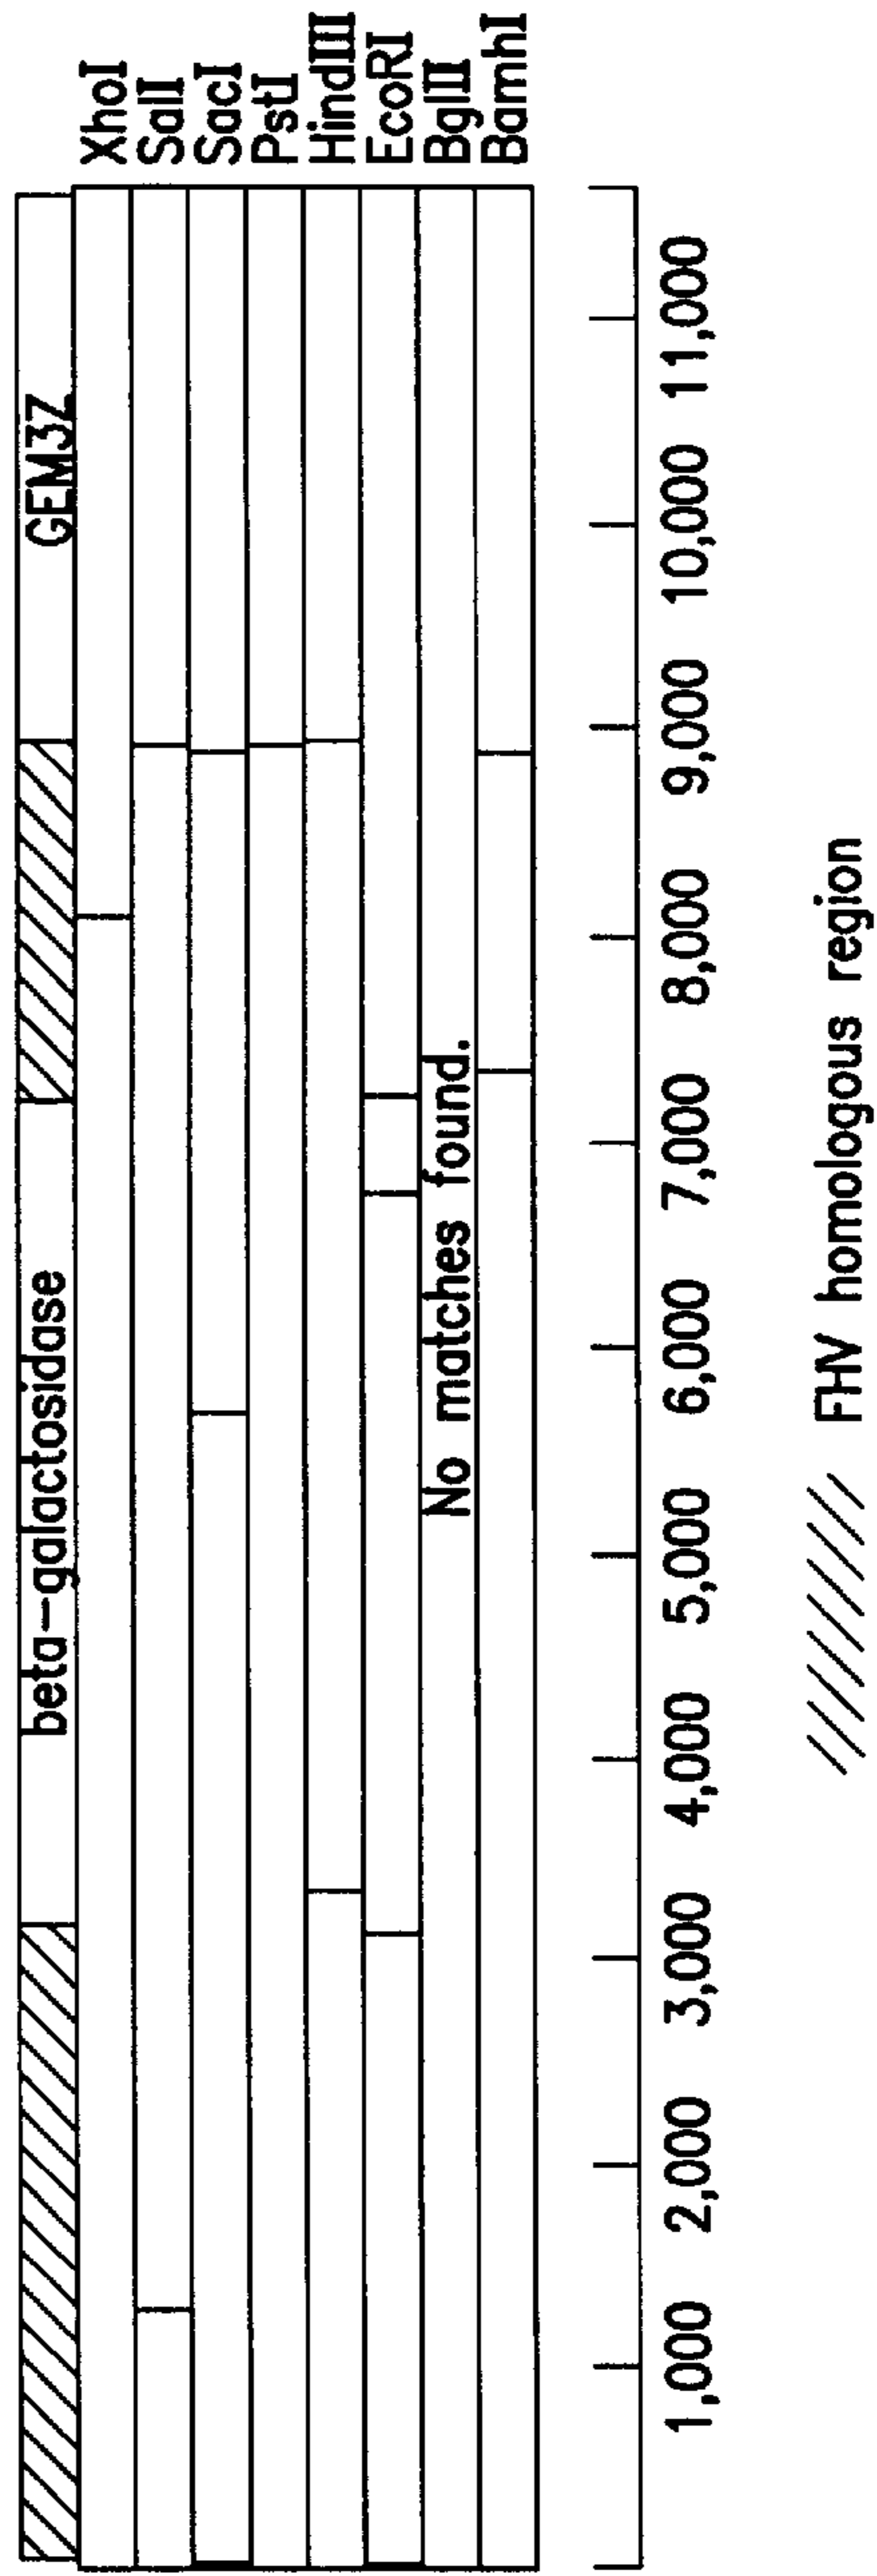 beta-galactosidase
GEM3Z
XhoI
SalI
SacI
PstI
HindIII
EcoRI
No matches found.
BglII
BamhI
1,000
2,000
3,000
4,000
5,000
6,000
7,000
8,000
9,000
10,000
11,000
FHV homologous region